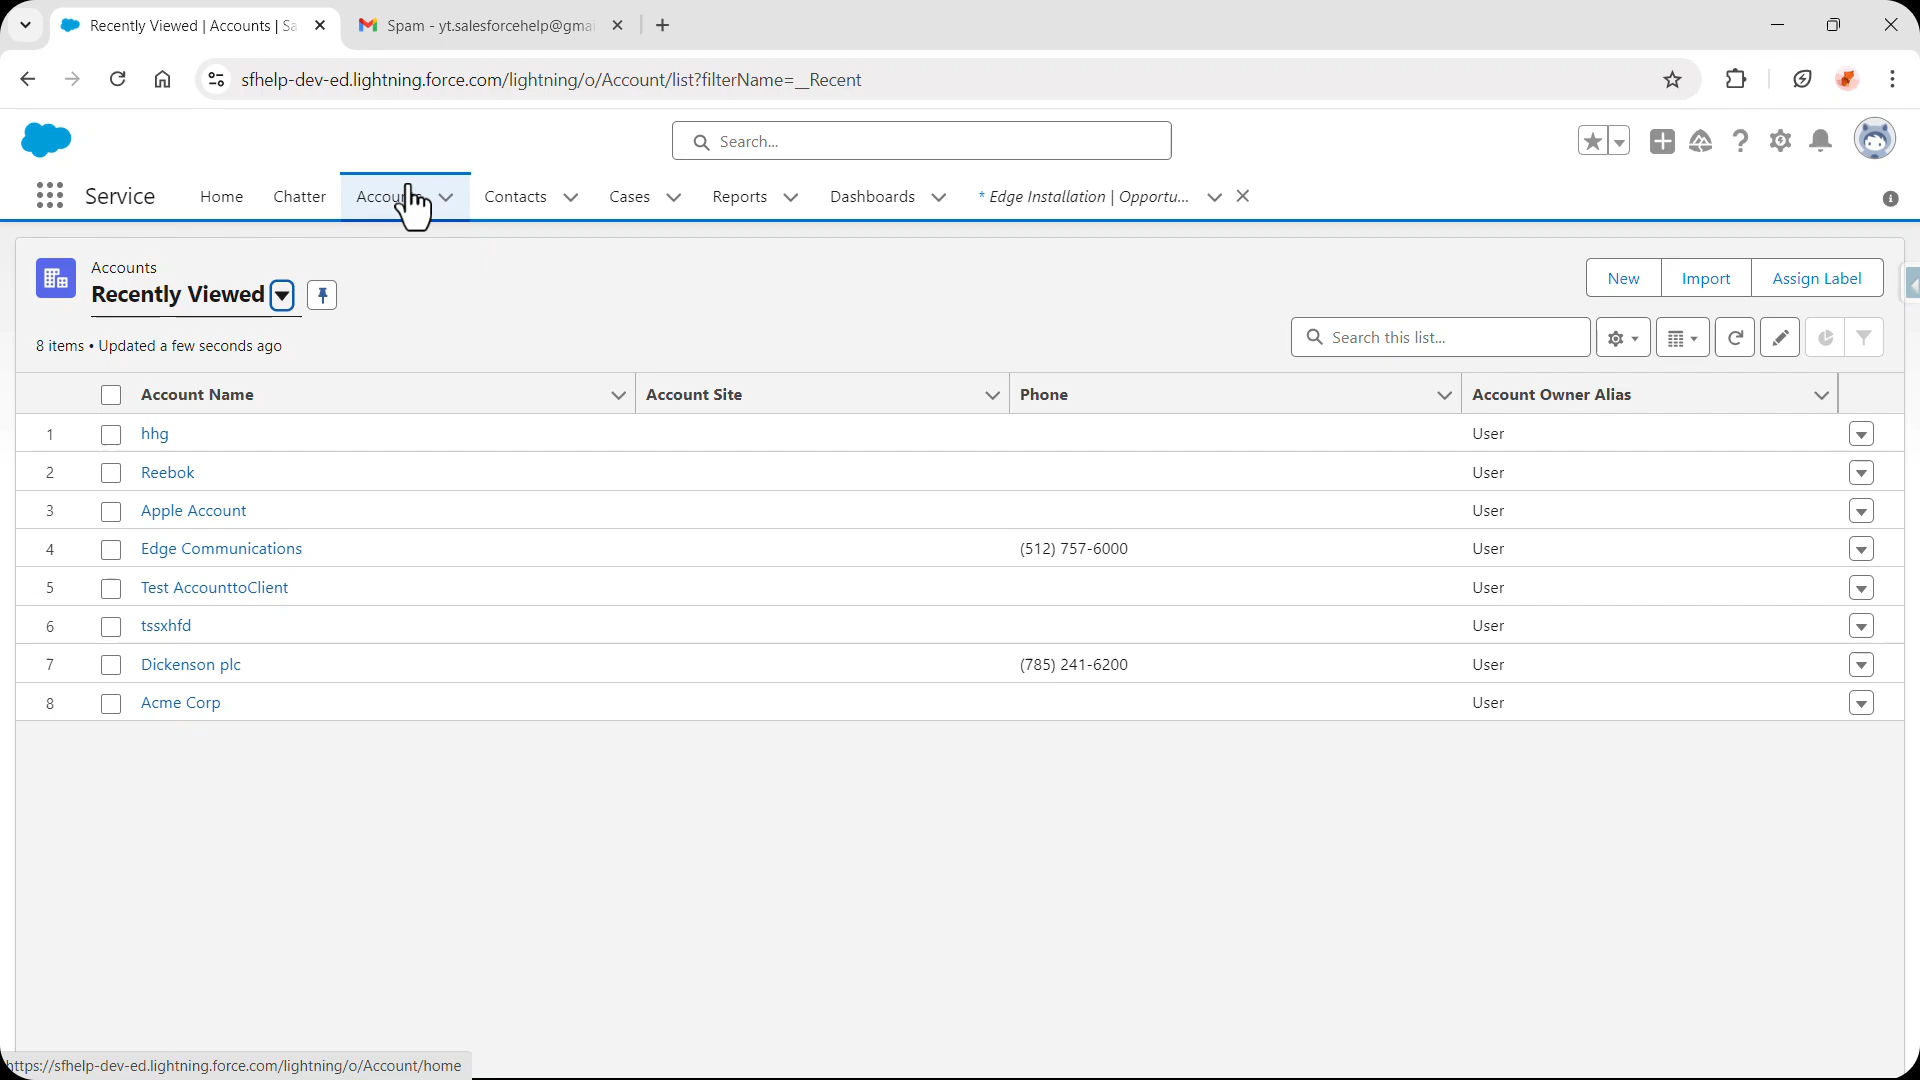 Recently Viewed | Accounts | Sa
Spam - yt.salesforcehelp@gmai
sfhelp-dev-ed.lightning.force.com/lightning/o/Account/list?filterName=__Recent
Search...
Service
Home
Chatter
Contacts
Cases
Reports
Dashboards
* Edge Installation | Opportu...
Accounts
Recently Viewed
New
Import
Assign Label
8 items • Updated a few seconds ago
Search this list...
Account Name
Account Site
Phone
Account Owner Alias
1 hhg User
2 Reebok User
3 Apple Account User
4 Edge Communications (512) 757-6000 User
5 Test AccounttoClient User
6 tssxhfd User
7 Dickenson plc (785) 241-6200 User
8 Acme Corp User
https://sfhelp-dev-ed.lightning.force.com/lightning/o/Account/home